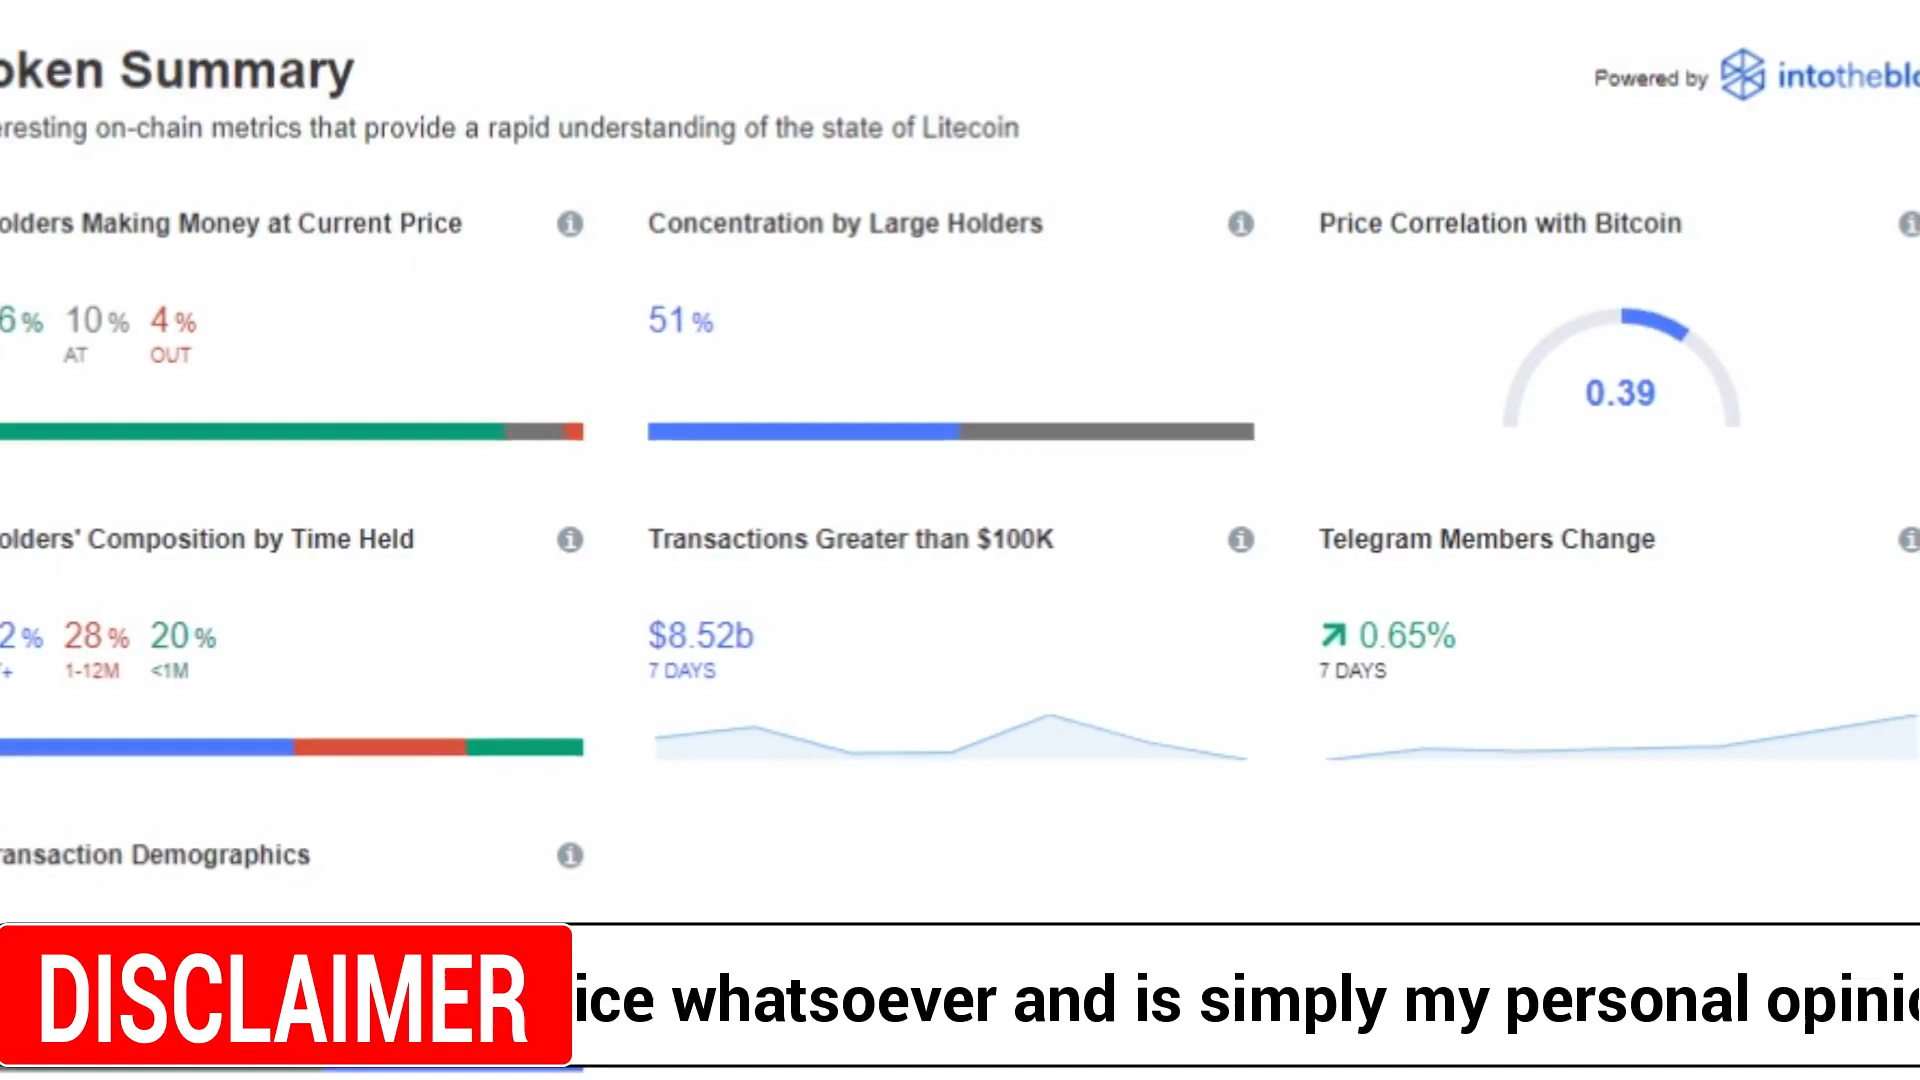 oken Summary
Powered by intotheblo
eresting on-chain metrics that provide a rapid understanding of the state of Litecoin
olders Making Money at Current Price
Concentration by Large Holders
Price Correlation with Bitcoin
6% 10% 4%
AT OUT
51%
0.39
olders' Composition by Time Held
Transactions Greater than $100K
Telegram Members Change
2% 28% 20%
+ 1-12M <1M
$8.52b
7 DAYS
0.65%
7 DAYS
ransaction Demographics
DISCLAIMER
ice whatsoever and is simply my personal opinio